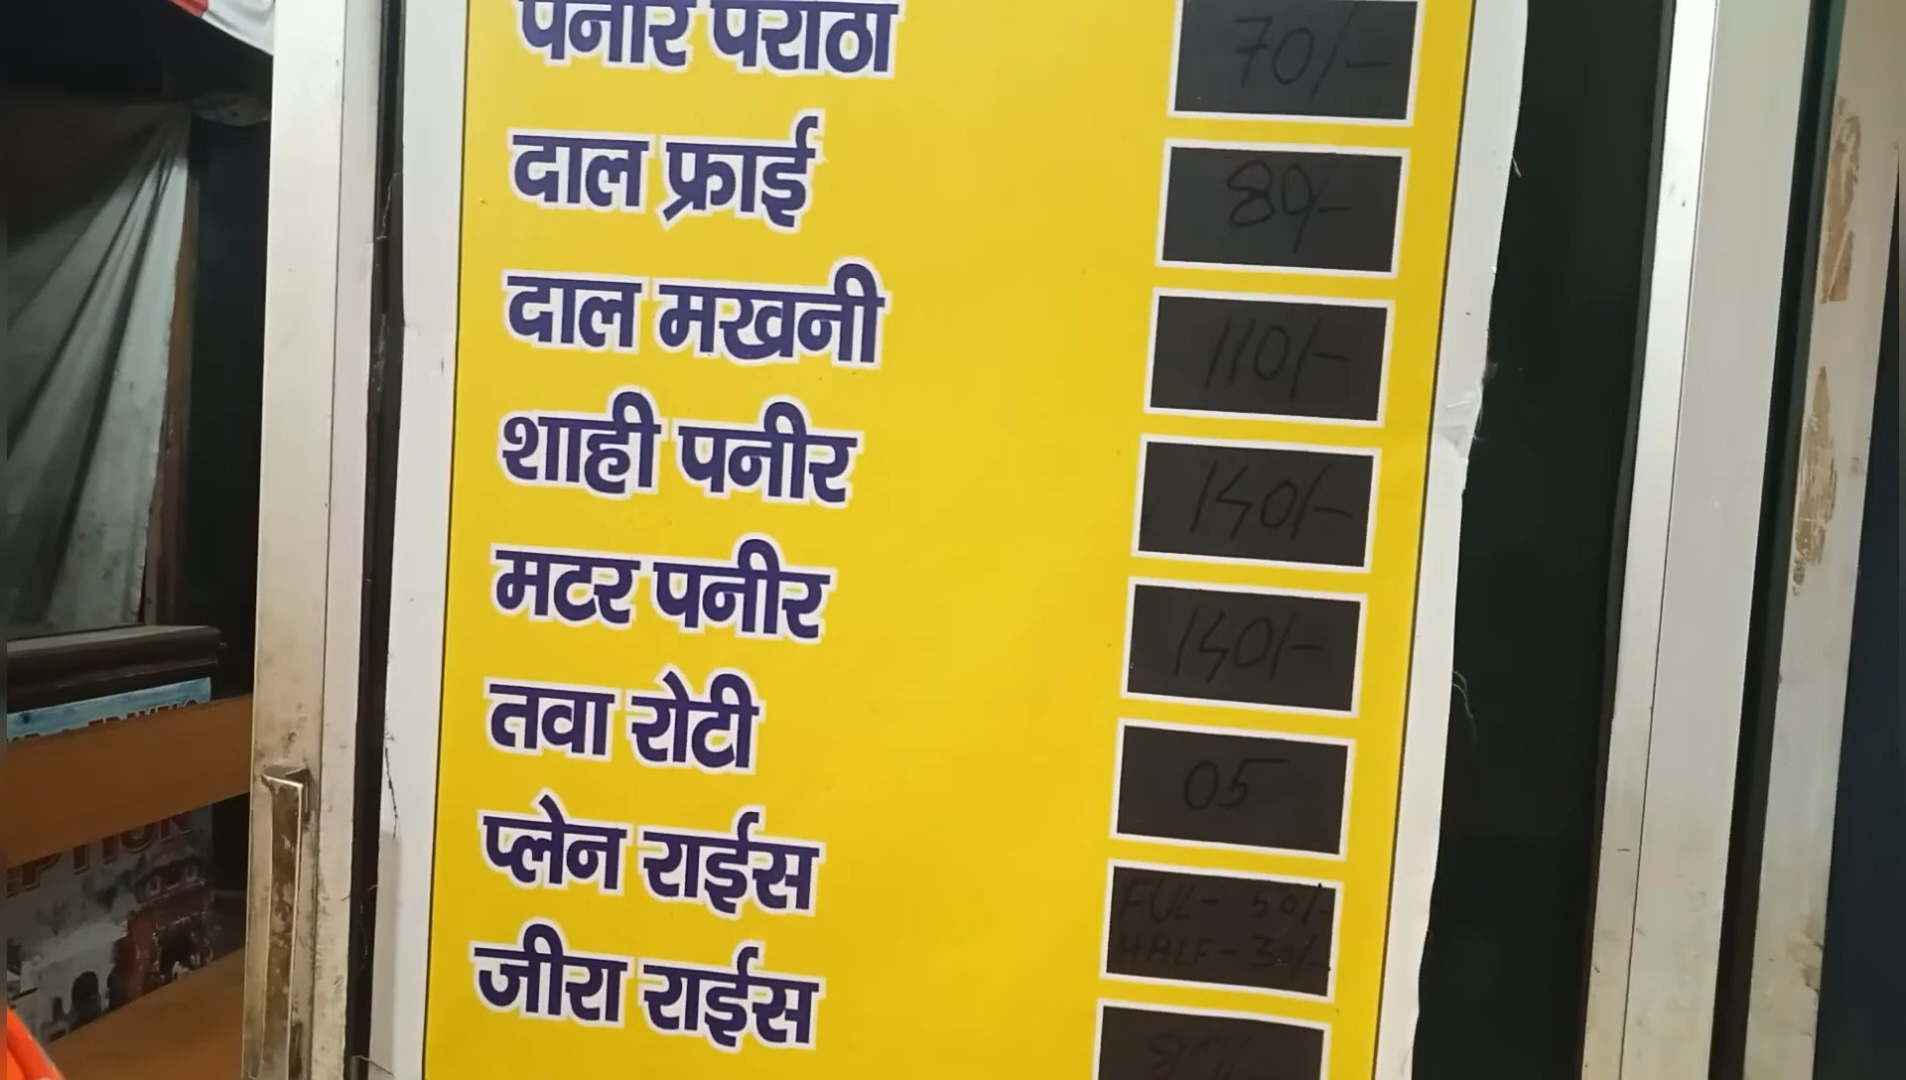 पनीर पराठा 70/-
दाल फ्राई 80/-
दाल मखनी 110/-
शाही पनीर 140/-
मटर पनीर 140/-
तवा रोटी 05
प्लेन राईस FUL- 50/-
HALF- 30/-
जीरा राईस